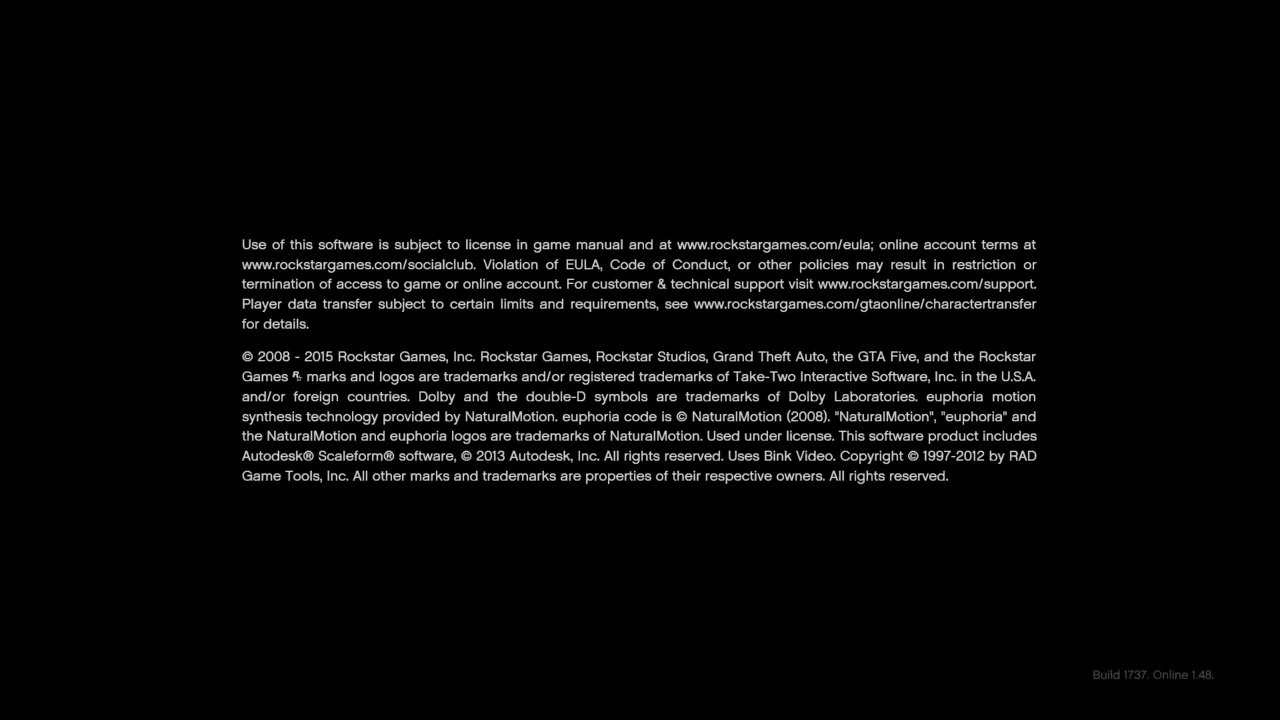 Use of this software is subject to license in game manual and at www.rockstargames.com/eula; online account terms at
www.rockstargames.com/socialclub. Violation of EULA, Code of Conduct, or other policies may result in restriction or
termination of access to game or online account. For customer & technical support visit www.rockstargames.com/support.
Player data transfer subject to certain limits and requirements, see www.rockstargames.com/gtaonline/charactertransfer
for details.
© 2008 - 2015 Rockstar Games, Inc. Rockstar Games, Rockstar Studios, Grand Theft Auto, the GTA Five, and the Rockstar
Games R* marks and logos are trademarks and/or registered trademarks of Take-Two Interactive Software, Inc. in the U.S.A.
and/or foreign countries. Dolby and the double-D symbols are trademarks of Dolby Laboratories. euphoria motion
synthesis technology provided by NaturalMotion. euphoria code is © NaturalMotion (2008). "NaturalMotion", "euphoria" and
the NaturalMotion and euphoria logos are trademarks of NaturalMotion. Used under license. This software product includes
Autodesk® Scaleform® software, © 2013 Autodesk, Inc. All rights reserved. Uses Bink Video. Copyright © 1997-2012 by RAD
Game Tools, Inc. All other marks and trademarks are properties of their respective owners. All rights reserved.
Build 1737. Online 1.48.